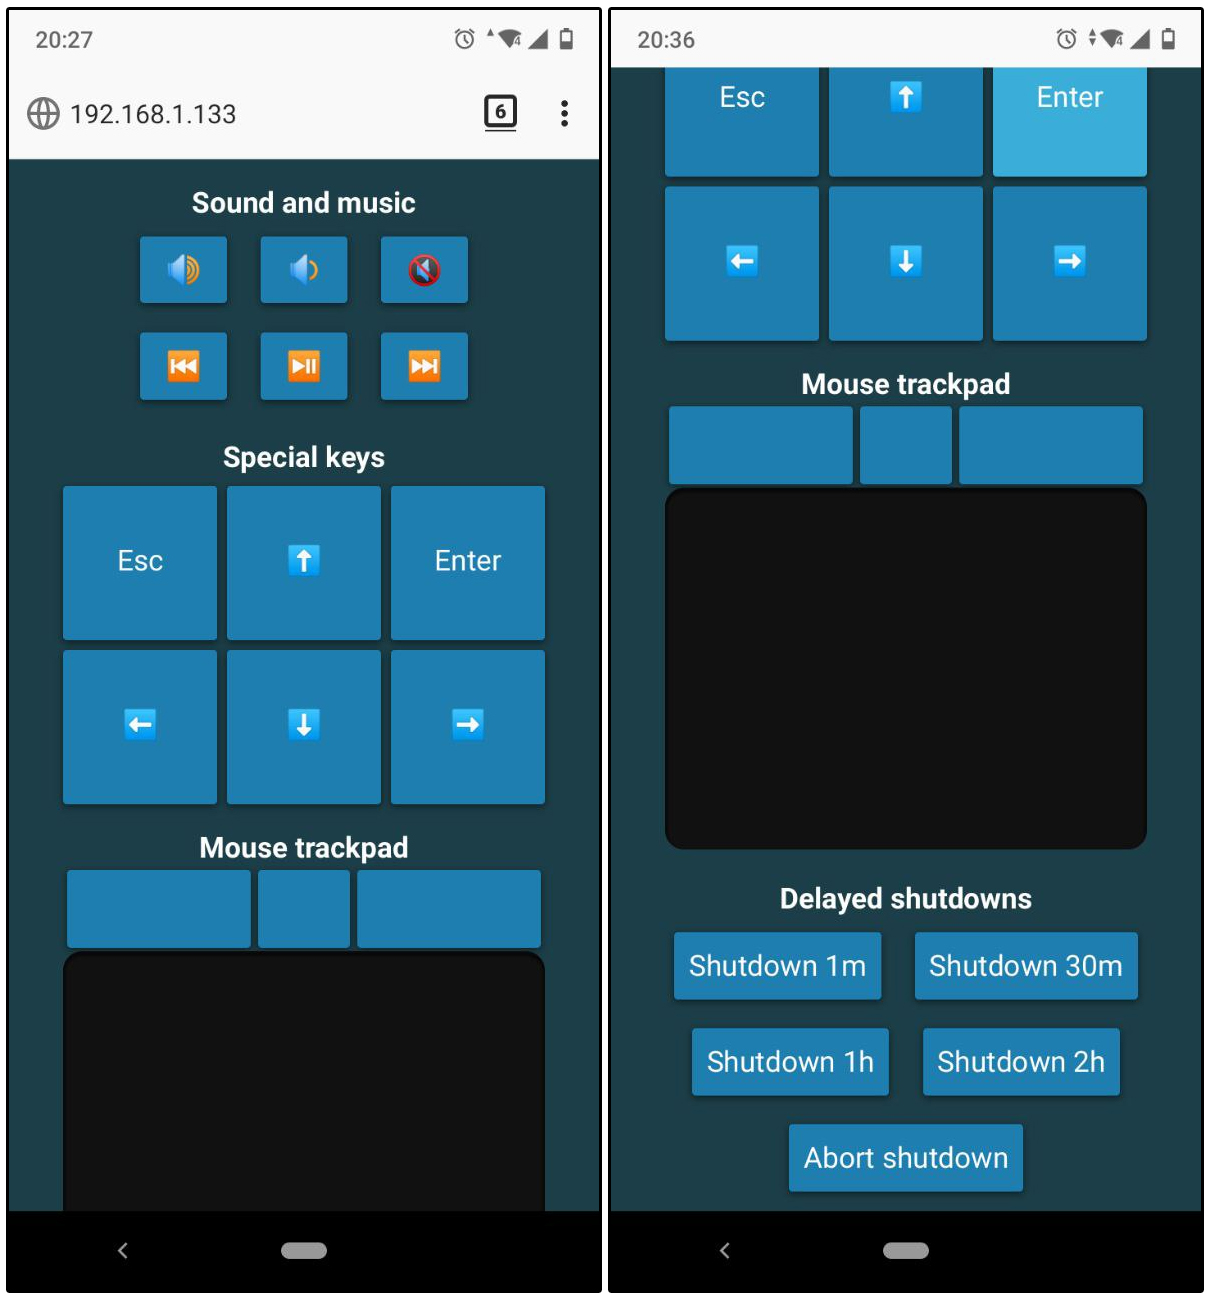 20:27
192.168.1.133
6
Sound and music
Special keys
Esc
Enter
Mouse trackpad
20:36
Esc
Enter
Mouse trackpad
Delayed shutdowns
Shutdown 1m
Shutdown 30m
Shutdown 1h
Shutdown 2h
Abort shutdown